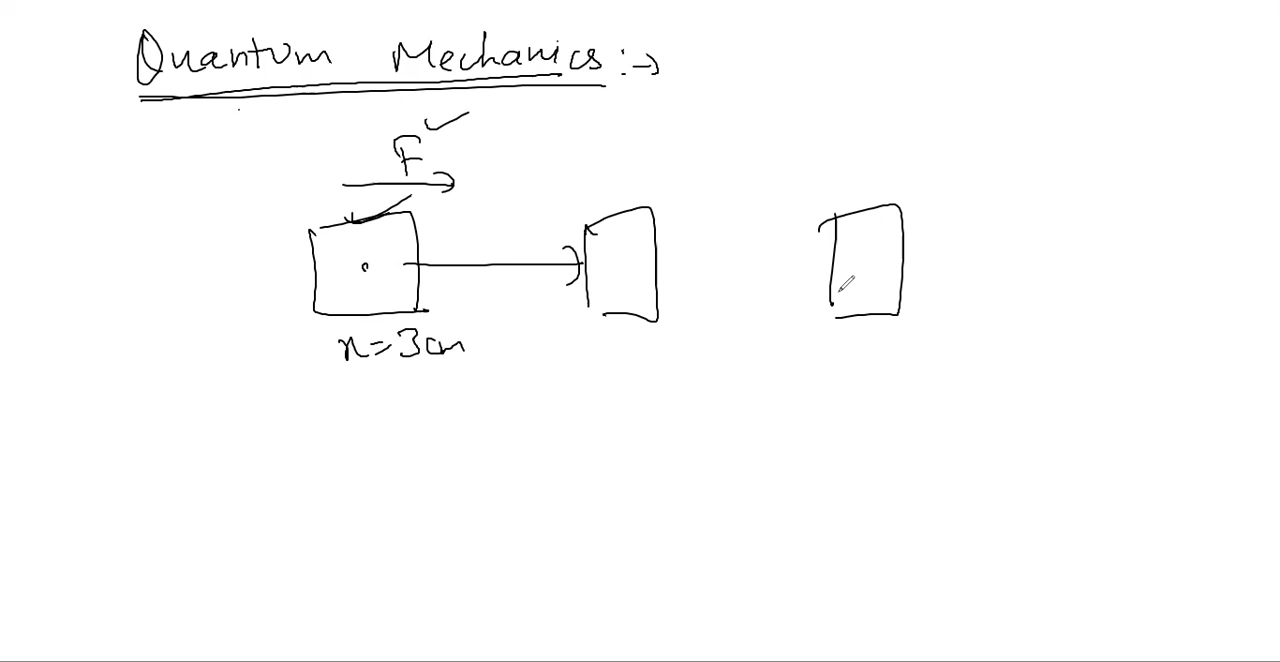 Quantum Mechanics :→
F
x=3cm